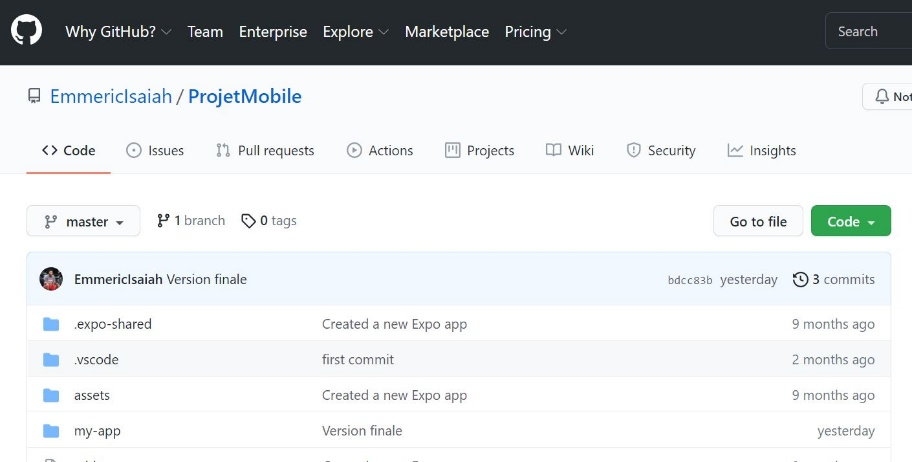 Why GitHub? Team Enterprise Explore Marketplace Pricing Search
EmmericIsaiah / ProjetMobile Not
Code Issues Pull requests Actions Projects Wiki Security Insights
master 1 branch 0 tags Go to file Code
EmmericIsaiah Version finale bdcc83b yesterday 3 commits
.expo-shared Created a new Expo app 9 months ago
.vscode first commit 2 months ago
assets Created a new Expo app 9 months ago
my-app Version finale yesterday